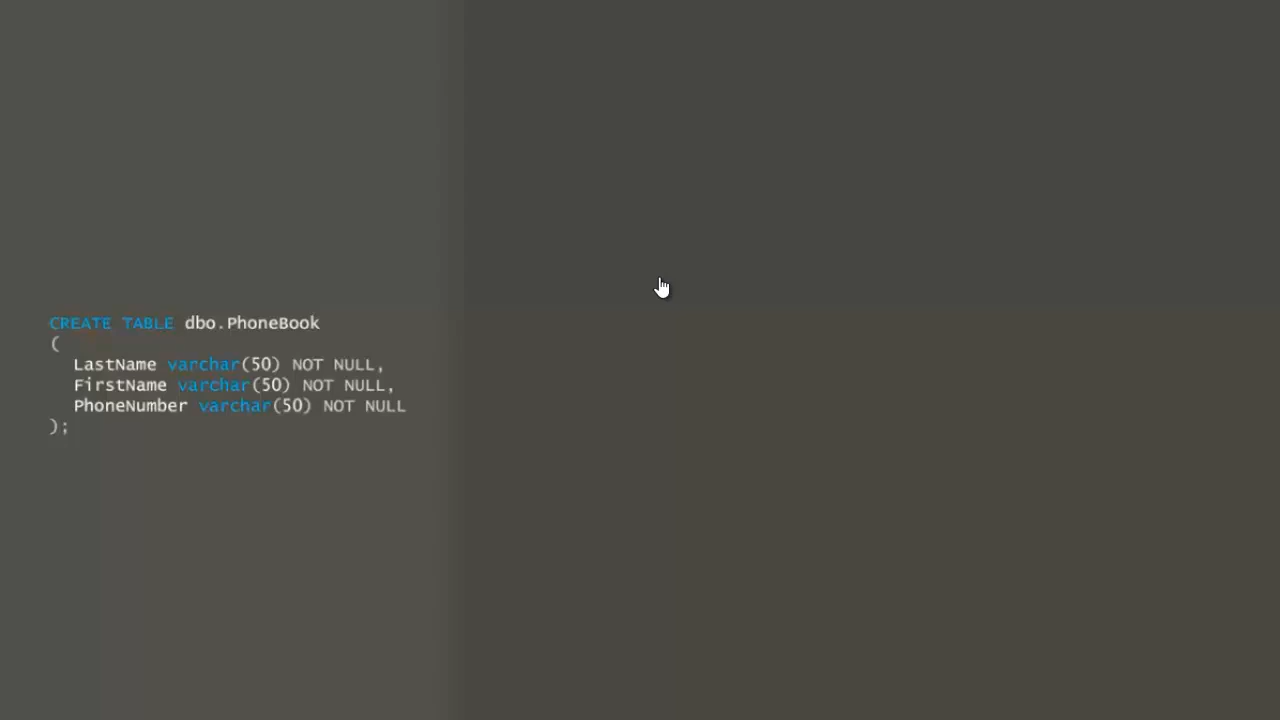 CREATE TABLE dbo.PhoneBook
(
LastName varchar(50) NOT NULL,
FirstName varchar(50) NOT NULL,
PhoneNumber varchar(50) NOT NULL
);